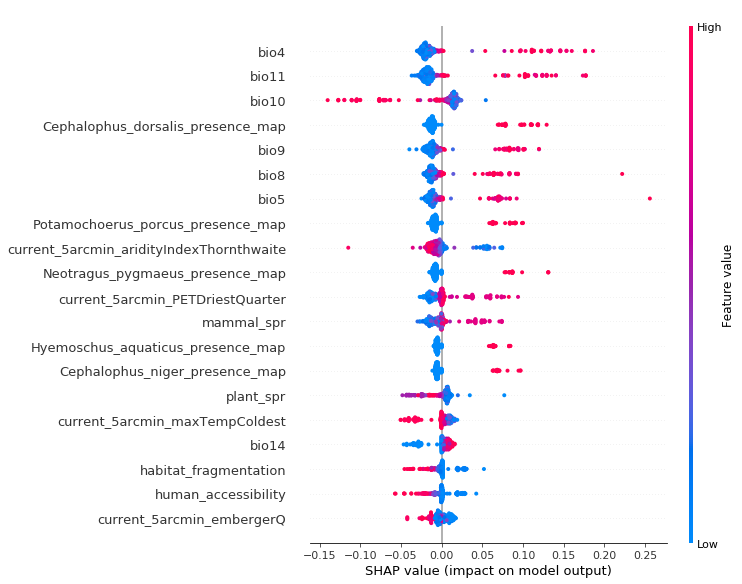 High
bio4
bio11
bio10
Cephalophus_dorsalis_presence_map
bio9
bio8
bio5
Potamochoerus_porcus_presence_map
current_5arcmin_aridityIndexThornthwaite
Neotragus_pygmaeus_presence_map
current_5arcmin_PETDriestQuarter
mammal_spr
Hyemoschus_aquaticus_presence_map
Cephalophus_niger_presence_map
plant_spr
current_5arcmin_maxTempColdest
bio14
habitat_fragmentation
human_accessibility
current_5arcmin_embergerQ
Feature value
Low
−0.15 −0.10 −0.05 0.00 0.05 0.10 0.15 0.20 0.25
SHAP value (impact on model output)